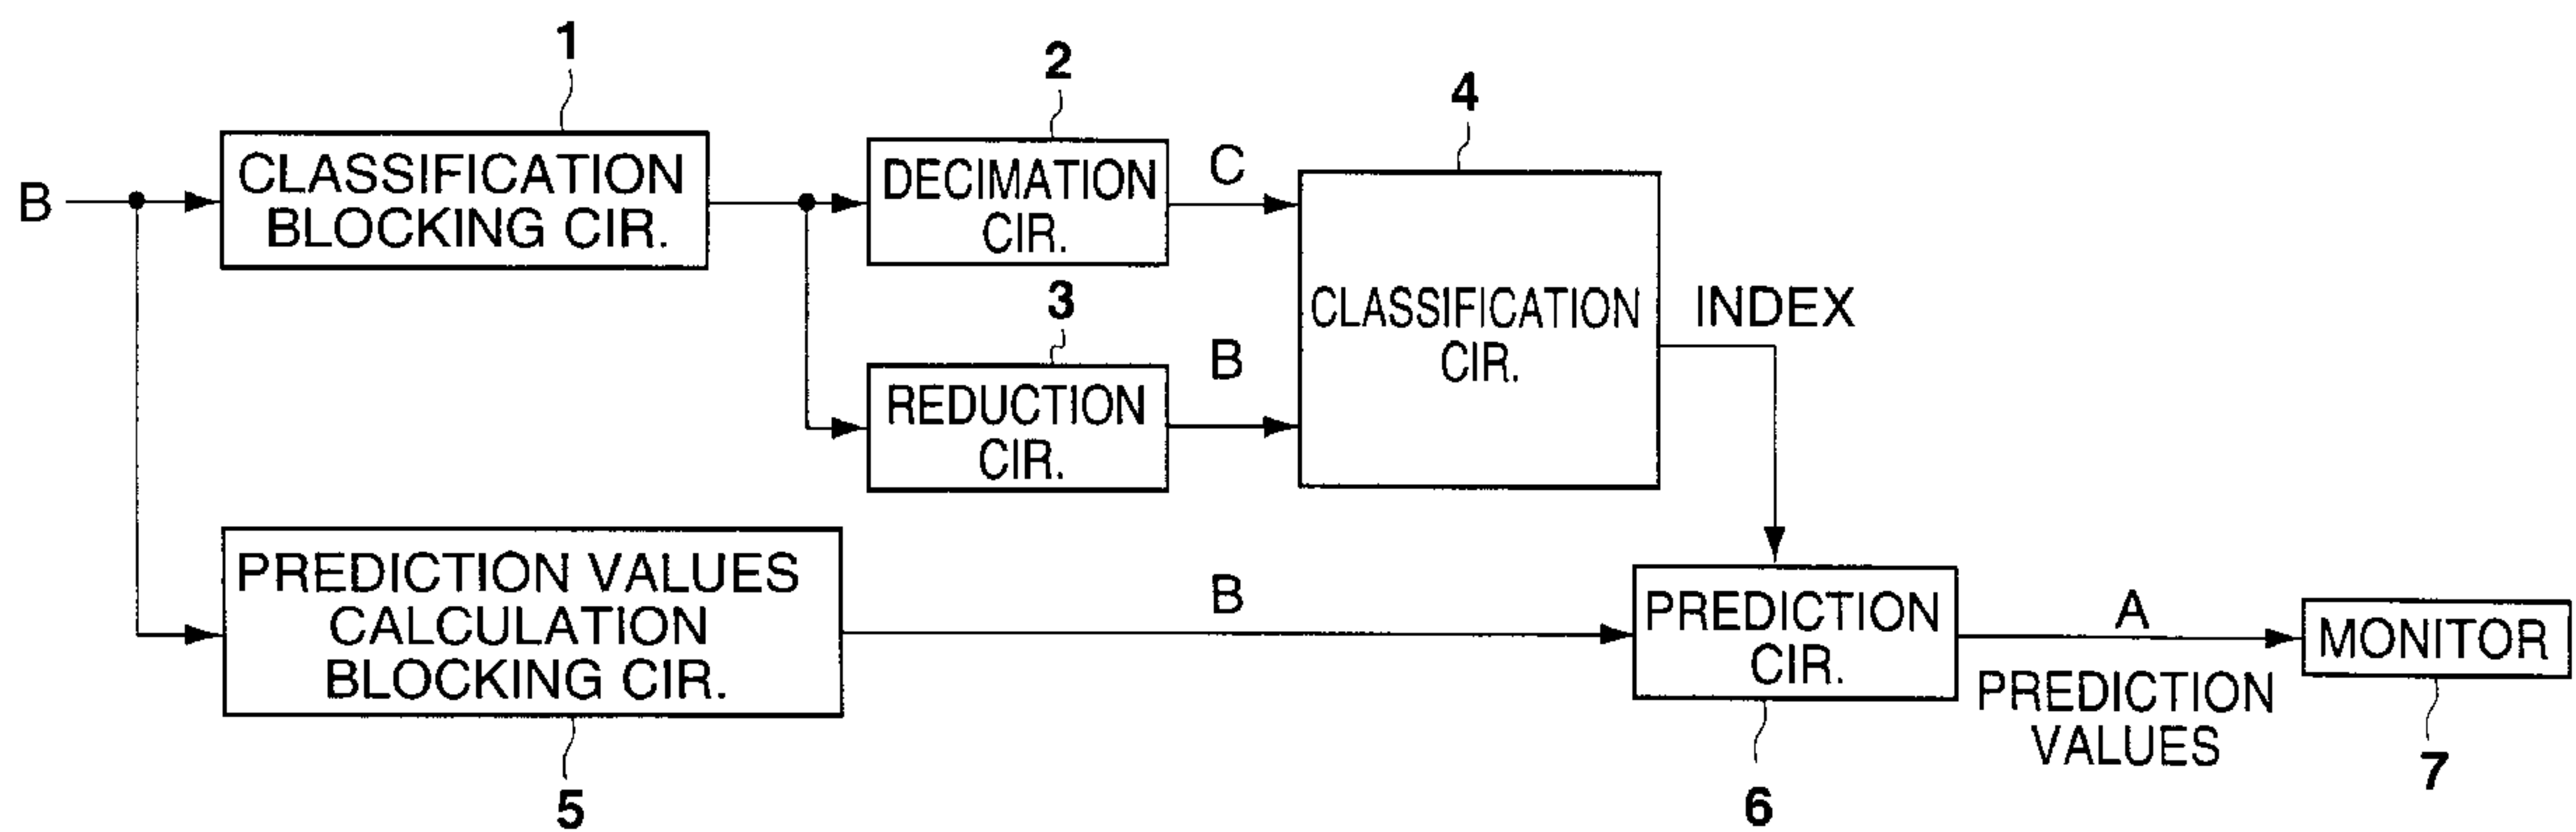 1
2
4
B
CLASSIFICATION
BLOCKING CIR.
DECIMATION
CIR.
C
3
REDUCTION
CIR.
B
CLASSIFICATION
CIR.
INDEX
PREDICTION VALUES
CALCULATION
BLOCKING CIR.
5
B
PREDICTION
CIR.
6
A
PREDICTION
VALUES
MONITOR
7